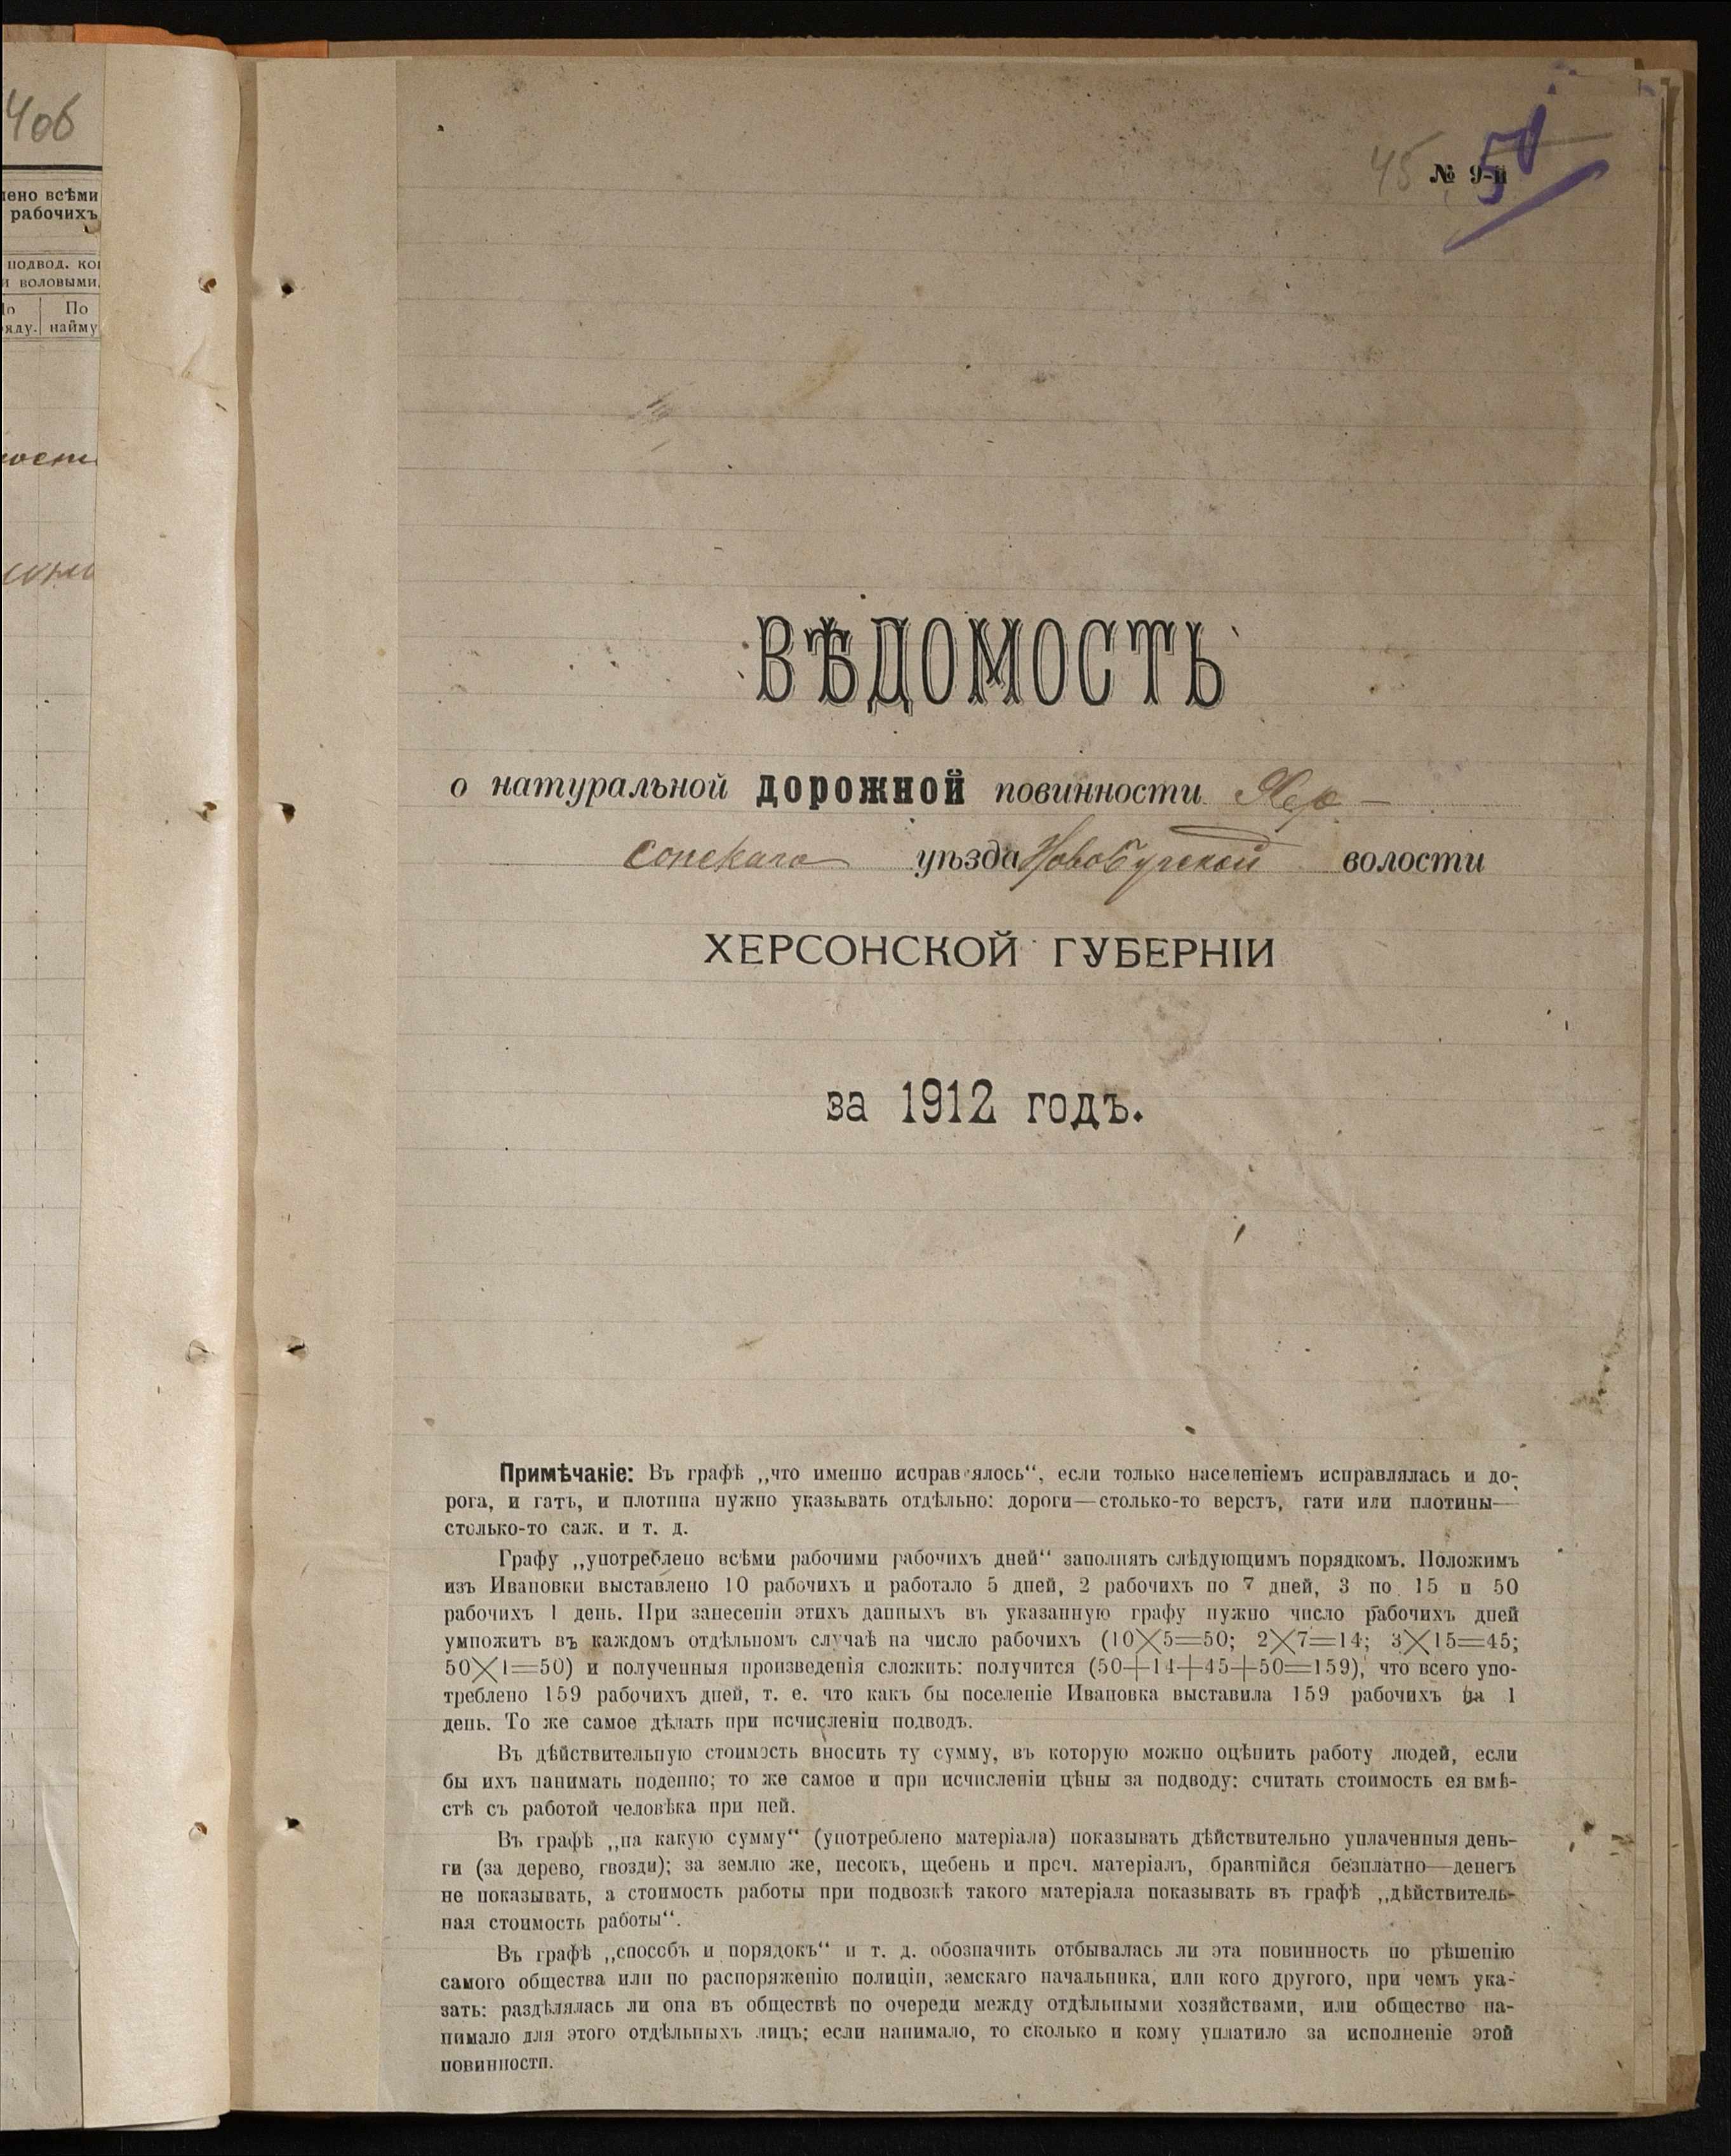 4об
лено всѣми
рабочихъ
подвод. кон
и воловыми.
По
ряду. найму
45 № 9-й
ВѢДОМОСТЬ
о натуральной дорожной повинности Хер-
сонскаго уѣзда Новобугской волости
ХЕРСОНСКОЙ ГУБЕРНІИ
за 1912 годъ.
Примѣчаніе: Въ графѣ „что именно исправлялось“, если только населеніемъ исправлялась и до-
рога, и гать, и плотина нужно указывать отдѣльно: дороги—столько-то верстъ, гати или плотины—
столько-то саж. и т. д.
Графу „употреблено всѣми рабочими рабочихъ дней“ заполнять слѣдующимъ порядкомъ. Положимъ
изъ Ивановки выставлено 10 рабочихъ и работало 5 дней, 2 рабочихъ по 7 дней, 3 по 15 и 50
рабочихъ 1 день. При занесеніи этихъ данныхъ въ указанную графу нужно число рабочихъ дней
умножить въ каждомъ отдѣльномъ случаѣ на число рабочихъ (10×5=50; 2×7=14; 3×15=45;
50×1=50) и полученныя произведенія сложить: получится (50+14+45+50=159), что всего упо-
треблено 159 рабочихъ дней, т. е. что какъ бы поселеніе Ивановка выставила 159 рабочихъ на 1
день. То же самое дѣлать при исчисленіи подводъ.
Въ дѣйствительную стоимость вносить ту сумму, въ которую можно оцѣнить работу людей, если
бы ихъ нанимать поденно; то же самое и при исчисленіи цѣны за подводу: считать стоимость ея вмѣ-
стѣ съ работой человѣка при ней.
Въ графѣ „на какую сумму“ (употреблено матеріала) показывать дѣйствительно уплаченныя день-
ги (за дерево, гвозди); за землю же, песокъ, щебень и проч. матеріалъ, бравшійся безплатно—денегъ
не показывать, а стоимость работы при подвозкѣ такого матеріала показывать въ графѣ „дѣйствитель-
ная стоимость работы“.
Въ графѣ „способъ и порядокъ“ и т. д. обозначить отбывалась ли эта повинность по рѣшенію
самого общества или по распоряженію полиціи, земскаго начальника, или кого другого, при чемъ ука-
зать: раздѣлялась ли она въ обществѣ по очереди между отдѣльными хозяйствами, или общество на-
нимало для этого отдѣльныхъ лицъ; если нанимало, то сколько и кому уплатило за исполненіе этой
повинности.